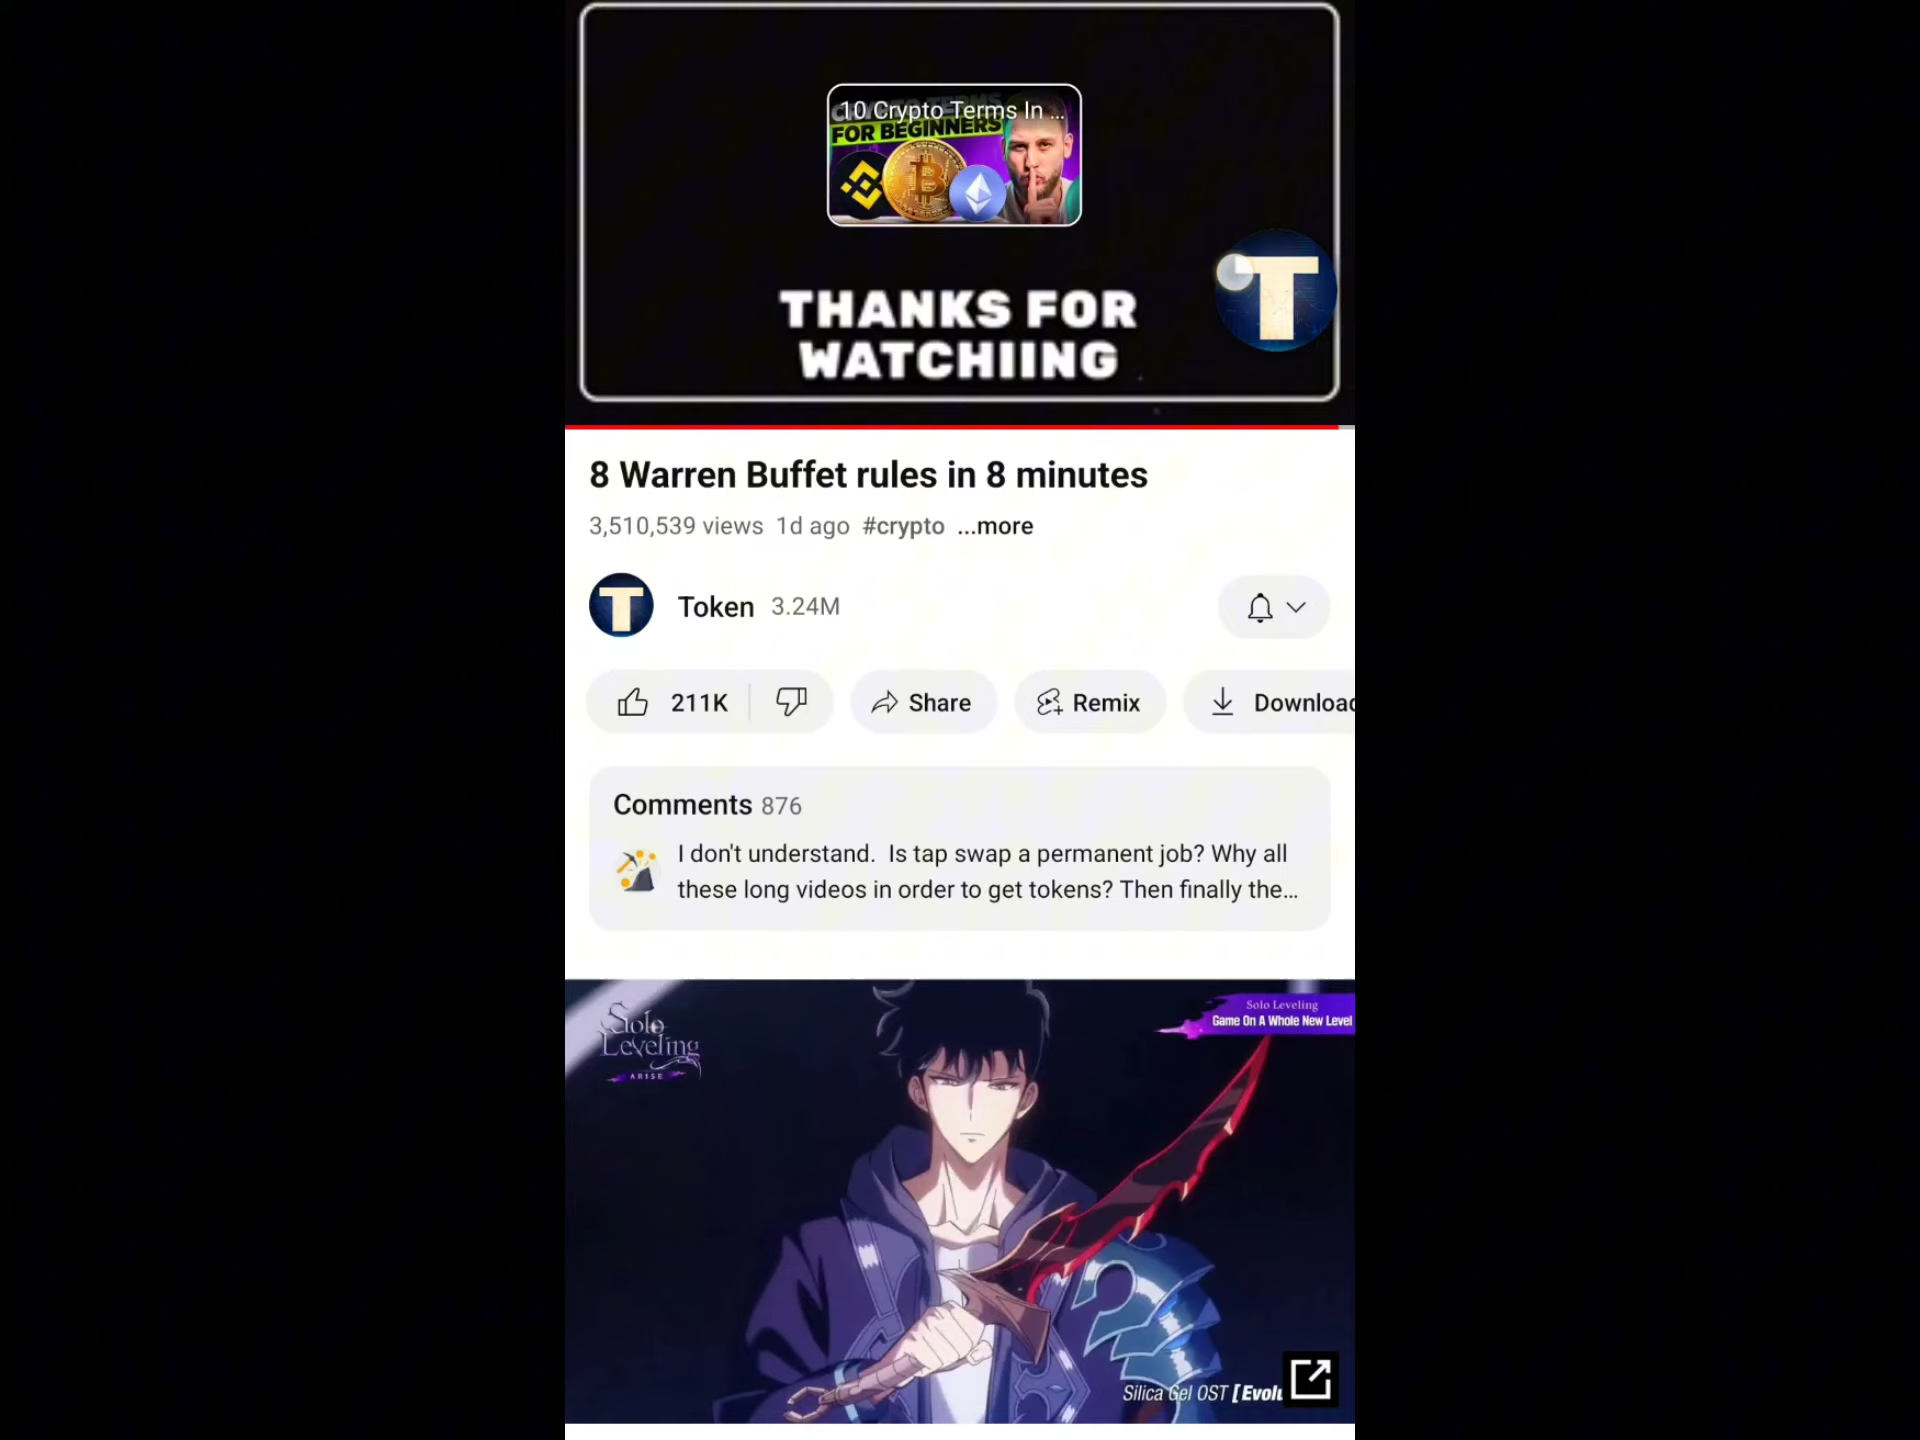 10 Crypto Terms In ...
FOR BEGINNERS
T
THANKS FOR
WATCHIING
8 Warren Buffet rules in 8 minutes
3,510,539 views 1d ago #crypto ...more
T
Token 3.24M
211K
Share
Remix
Download
Comments 876
I don't understand. Is tap swap a permanent job? Why all
these long videos in order to get tokens? Then finally the...
Solo
Leveling
ARISE
Solo Leveling
Game On A Whole New Level
Silica Gel OST [Evolu